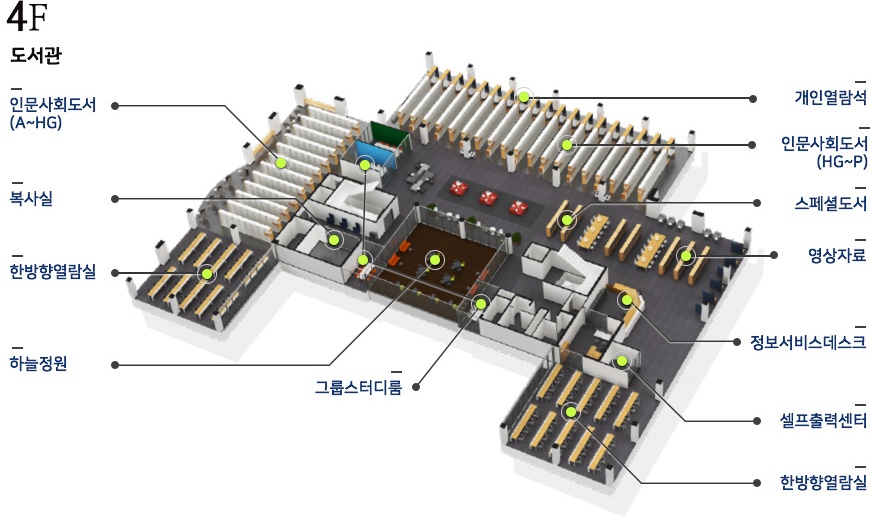 4F
도서관
인문사회도서
(A~HG)
복사실
한방향열람실
하늘정원
그룹스터디룸
개인열람석
인문사회도서
(HG~P)
스페셜도서
영상자료
정보서비스데스크
셀프출력센터
한방향열람실